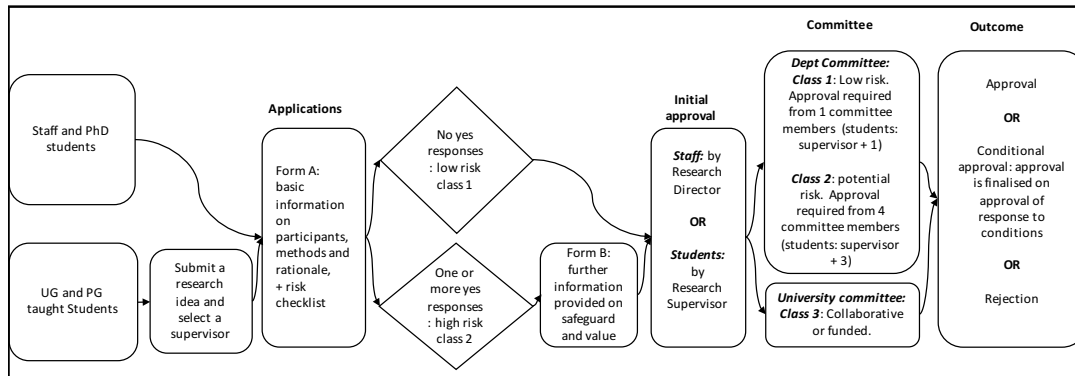 Staff and PhD
students
UG and PG
taught Students
Submit a
research
idea and
select a
supervisor
Applications
Form A:
basic
information
on
participants,
methods and
rationale,
+ risk
checklist
No yes
responses
: low risk
class 1
One or
more yes
responses
: high risk
class 2
Form B:
further
information
provided on
safeguard
and value
Initial
approval
Staff: by
Research
Director
OR
Students:
by
Research
Supervisor
Committee
Dept Committee:
Class 1: Low risk.
Approval required
from 1 committee
members (students:
supervisor + 1)
Class 2: potential
risk. Approval
required from 4
committee members
(students: supervisor
+ 3)
University committee:
Class 3: Collaborative
or funded.
Outcome
Approval
OR
Conditional
approval: approval
is finalised on
approval of
response to
conditions
OR
Rejection